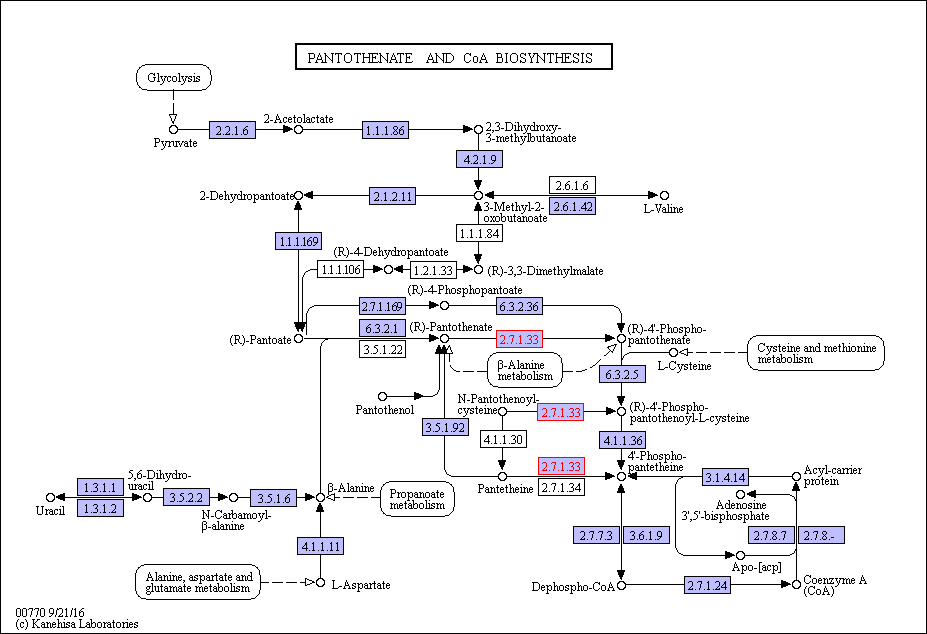 PANTOTHENATE AND CoA BIOSYNTHESIS
Glycolysis
Pyruvate
2.2.1.6
2-Acetolactate
1.1.1.86
2,3-Dihydroxy-
3-methylbutanoate
4.2.1.9
2-Dehydropantoate
2.1.2.11
2.6.1.6
2.6.1.42
L-Valine
3-Methyl-2-
oxobutanoate
1.1.1.84
1.1.1.169
(R)-4-Dehydropantoate
1.1.1.106
1.2.1.33
(R)-3,3-Dimethylmalate
(R)-4-Phosphopantoate
2.7.1.169
6.3.2.36
(R)-Pantoate
6.3.2.1
3.5.1.22
(R)-Pantothenate
2.7.1.33
(R)-4'-Phospho-
pantothenate
β-Alanine
metabolism
Cysteine and methionine
metabolism
L-Cysteine
6.3.2.5
Pantothenol
N-Pantothenoyl-
cysteine
2.7.1.33
(R)-4'-Phospho-
pantothenoyl-L-cysteine
3.5.1.92
4.1.1.30
4.1.1.36
4'-Phospho-
pantetheine
2.7.1.33
2.7.1.34
Pantetheine
3.1.4.14
Acyl-carrier
protein
Adenosine
3',5'-bisphosphate
5,6-Dihydro-
uracil
1.3.1.1
1.3.1.2
Uracil
3.5.2.2
N-Carbamoyl-
β-alanine
3.5.1.6
β-Alanine
Propanoate
metabolism
2.7.7.3
3.6.1.9
2.7.8.7
2.7.8.-
4.1.1.11
Apo-[acp]
Alanine, aspartate and
glutamate metabolism
L-Aspartate
Dephospho-CoA
2.7.1.24
Coenzyme A
(CoA)
00770 9/21/16
(c) Kanehisa Laboratories